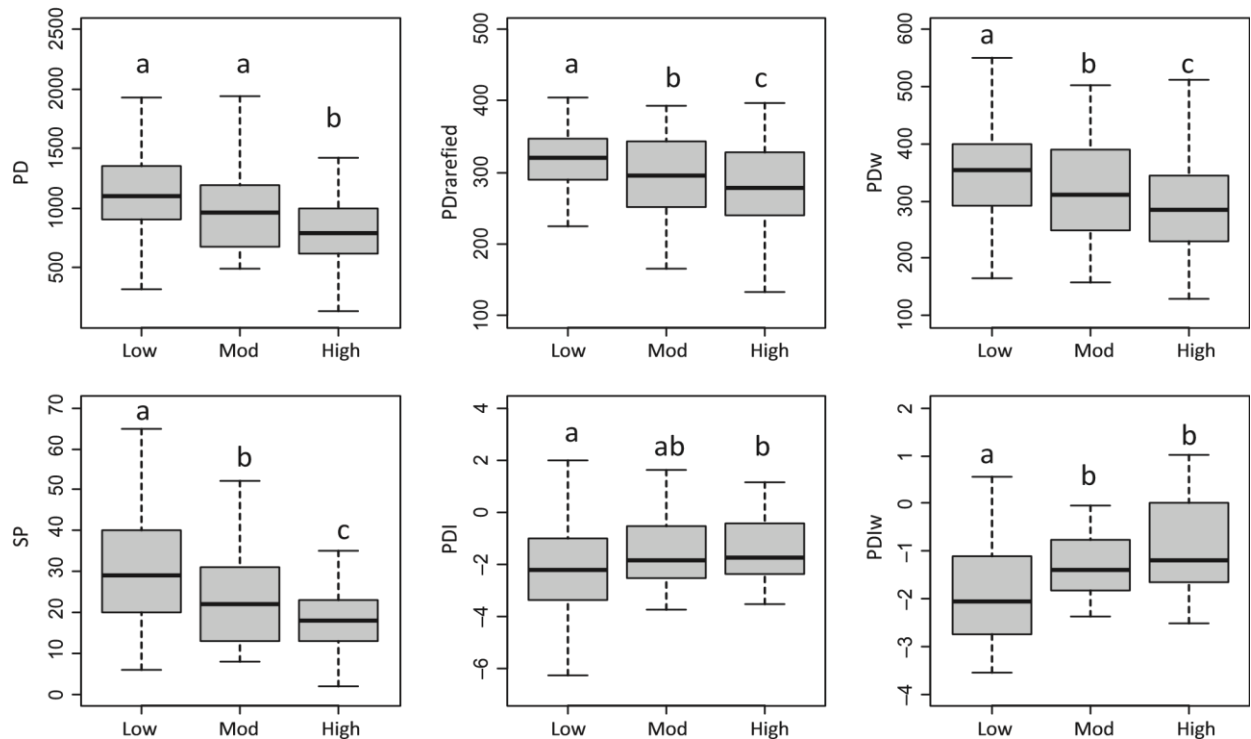 PD
2500
2000
1500
1000
500
a
a
b
Low Mod High
PDrarefied
500
400
300
200
100
a
b
c
Low Mod High
PDw
600
500
400
300
200
100
a
b
c
Low Mod High
SP
70
60
50
40
30
20
10
0
a
b
c
Low Mod High
PDI
4
2
0
−2
−4
−6
a
ab
b
Low Mod High
PDIw
2
1
0
−1
−2
−3
−4
a
b
b
Low Mod High